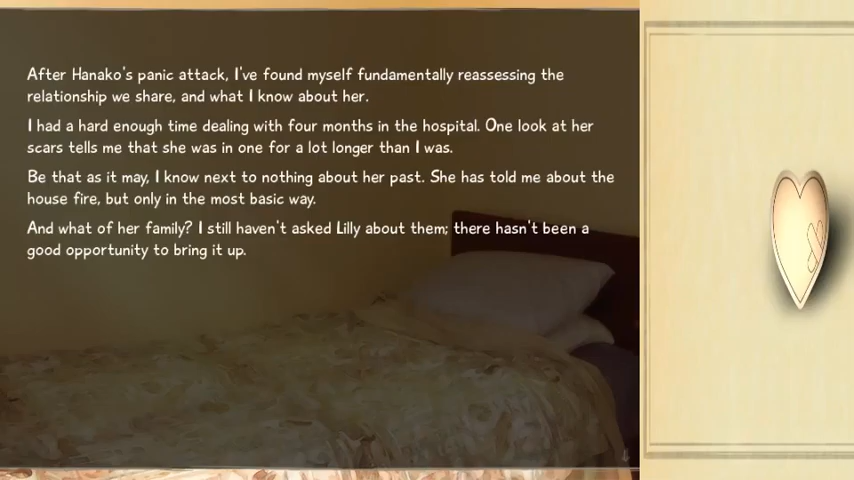 After Hanako's panic attack, I've found myself fundamentally reassessing the
relationship we share, and what I know about her.
I had a hard enough time dealing with four months in the hospital. One look at her
scars tells me that she was in one for a lot longer than I was.
Be that as it may, I know next to nothing about her past. She has told me about the
house fire, but only in the most basic way.
And what of her family? I still haven't asked Lilly about them; there hasn't been a
good opportunity to bring it up.